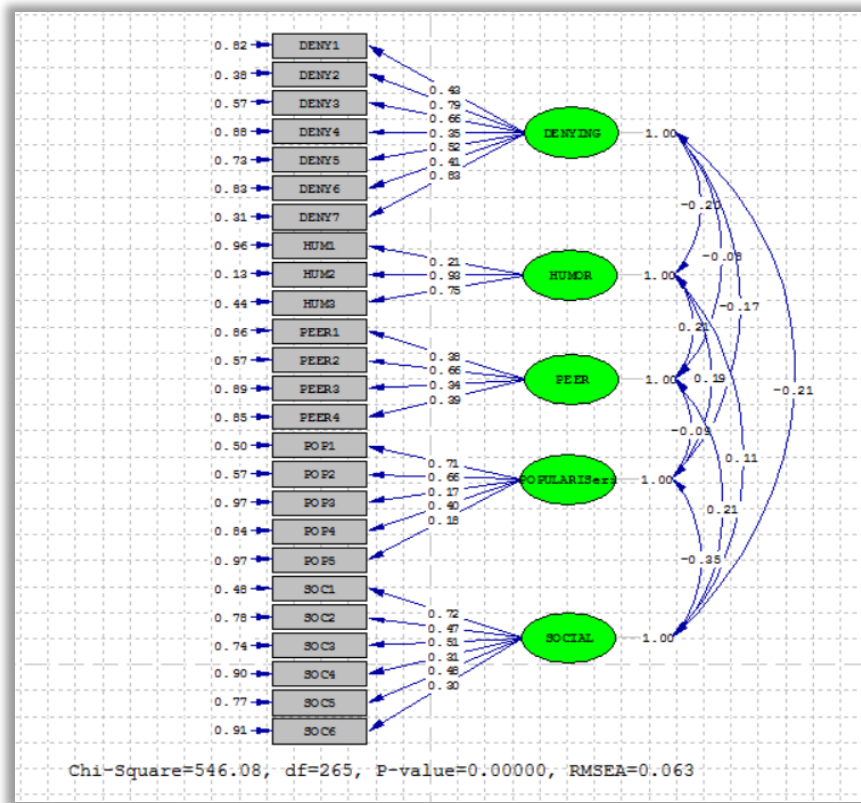 0.82 DENY1
0.38 DENY2
0.57 DENY3
0.88 DENY4
0.73 DENY5
0.83 DENY6
0.31 DENY7
0.96 HUM1
0.13 HUM2
0.44 HUM3
0.86 PEER1
0.57 PEER2
0.89 PEER3
0.85 PEER4
0.50 POP1
0.57 POP2
0.97 POP3
0.84 POP4
0.97 POP5
0.48 SOC1
0.78 SOC2
0.74 SOC3
0.90 SOC4
0.77 SOC5
0.91 SOC6
0.43
0.79
0.66
0.35
0.52
0.41
0.83
0.21
0.93
0.75
0.38
0.66
0.34
0.39
0.71
0.66
0.17
0.40
0.18
0.72
0.47
0.51
0.31
0.48
0.30
DENYING 1.00
HUMOR 1.00
PEER 1.00
POPULARISer 1.00
SOCIAL 1.00
-0.20
-0.08
-0.17
0.21
0.19
-0.21
-0.09
0.11
0.21
-0.35
Chi-Square=546.08, df=265, P-value=0.00000, RMSEA=0.063